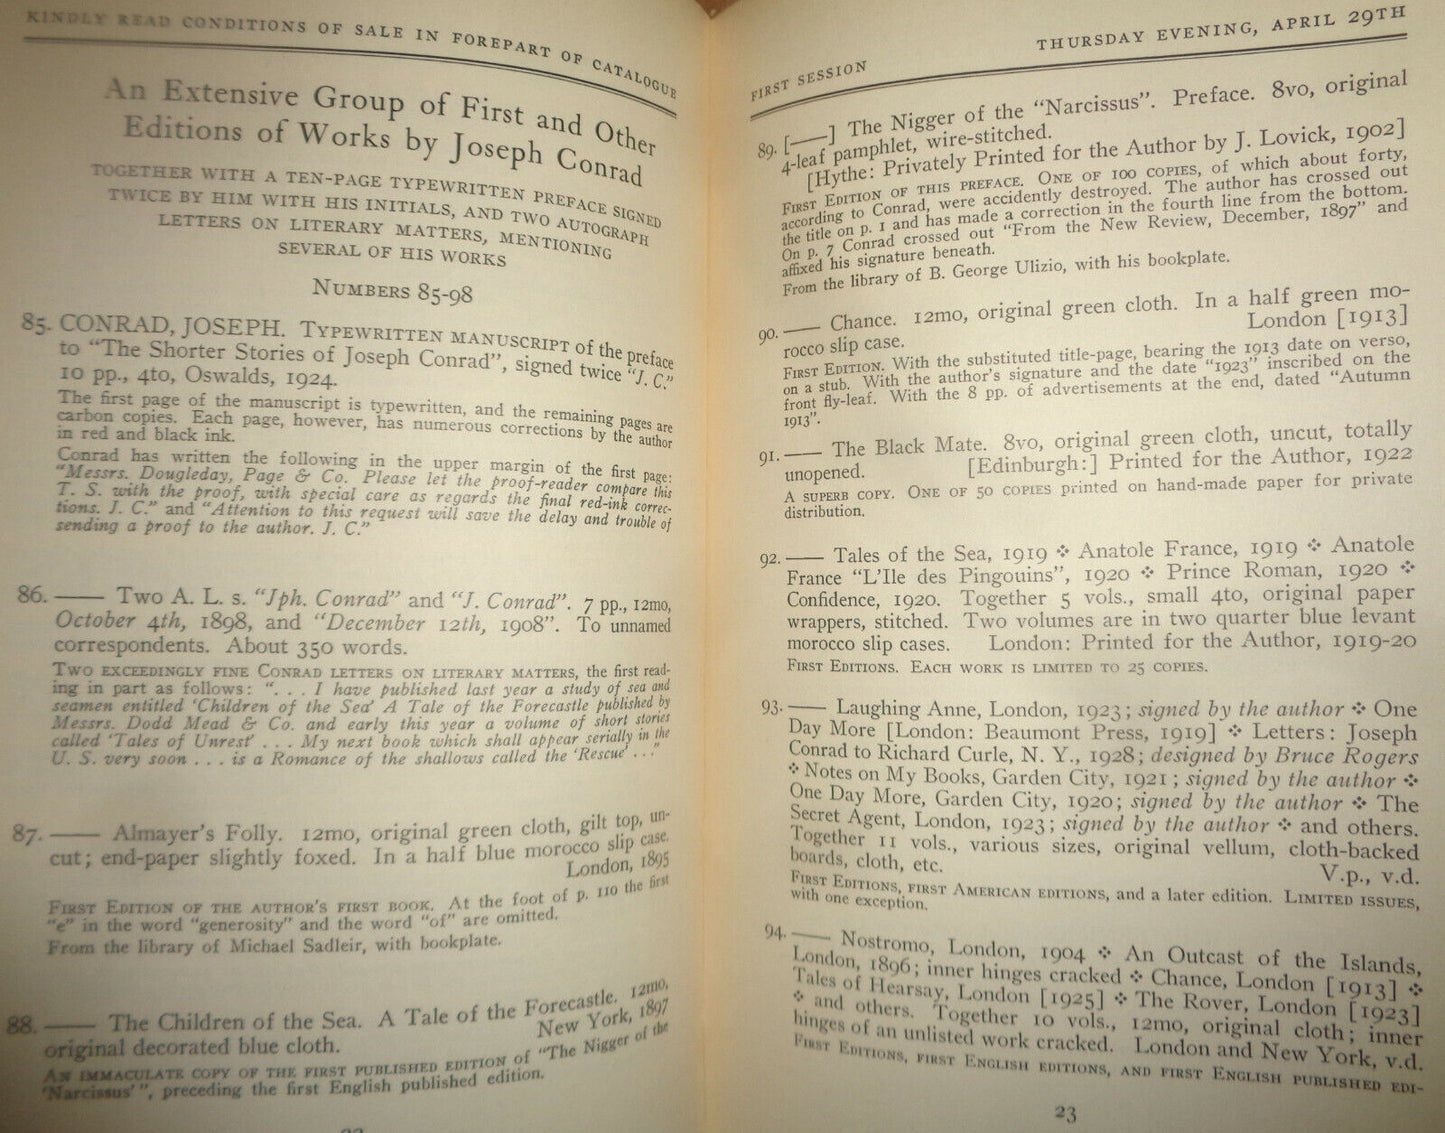 KINDLY READ CONDITIONS OF SALE IN FOREPART OF CATALOGUE
An Extensive Group of First and Other
Editions of Works by Joseph Conrad
TOGETHER WITH A TEN-PAGE TYPEWRITTEN PREFACE SIGNED
TWICE BY HIM WITH HIS INITIALS, AND TWO AUTOGRAPH
LETTERS ON LITERARY MATTERS, MENTIONING
SEVERAL OF HIS WORKS
NUMBERS 85-98
85. CONRAD, JOSEPH. TYPEWRITTEN MANUSCRIPT of the preface
to "The Shorter Stories of Joseph Conrad", signed twice "J. C."
10 pp., 4to, Oswalds, 1924.
The first page of the manuscript is typewritten, and the remaining pages are
carbon copies. Each page, however, has numerous corrections by the author
in red and black ink.
Conrad has written the following in the upper margin of the first page:
"Messrs. Dougleday, Page & Co. Please let the proof-reader compare this
T. S. with the proof, with special care as regards the final red-ink correc-
tions. J. C." and "Attention to this request will save the delay and trouble of
sending a proof to the author. J. C."
86. —— Two A. L. s. "Jph. Conrad" and "J. Conrad". 7 pp., 12mo,
October 4th, 1898, and "December 12th, 1908". To unnamed
correspondents. About 350 words.
TWO EXCEEDINGLY FINE CONRAD LETTERS ON LITERARY MATTERS, the first read-
ing in part as follows: ". . . I have published last year a study of sea and
seamen entitled 'Children of the Sea' A Tale of the Forecastle published by
Messrs. Dodd Mead & Co. and early this year a volume of short stories
called 'Tales of Unrest' . . . My next book which shall appear serially in the
U. S. very soon . . . is a Romance of the shallows called the 'Rescue' . . ."
87. —— Almayer's Folly. 12mo, original green cloth, gilt top, un-
cut; end-paper slightly foxed. In a half blue morocco slip case.
London, 1895
FIRST EDITION OF THE AUTHOR'S FIRST BOOK. At the foot of p. 110 the first
"e" in the word "generosity" and the word "of" are omitted.
From the library of Michael Sadleir, with bookplate.
88. —— The Children of the Sea. A Tale of the Forecastle. 12mo,
original decorated blue cloth. New York, 1897
AN IMMACULATE COPY OF THE FIRST PUBLISHED EDITION of "The Nigger of the
'Narcissus'", preceding the first English published edition.
FIRST SESSION THURSDAY EVENING, APRIL 29TH
89. [——] The Nigger of the "Narcissus". Preface. 8vo, original
4-leaf pamphlet, wire-stitched.
[Hythe: Privately Printed for the Author by J. Lovick, 1902]
FIRST EDITION OF THIS PREFACE. ONE OF 100 COPIES, of which about forty,
according to Conrad, were accidently destroyed. The author has crossed out
the title on p. 1 and has made a correction in the fourth line from the bottom.
On p. 7 Conrad crossed out "From the New Review, December, 1897" and
affixed his signature beneath.
From the library of B. George Ulizio, with his bookplate.
90. —— Chance. 12mo, original green cloth. In a half green mo-
rocco slip case. London [1913]
FIRST EDITION. With the substituted title-page, bearing the 1913 date on verso,
on a stub. With the author's signature and the date "1923" inscribed on the
front fly-leaf. With the 8 pp. of advertisements at the end, dated "Autumn
1913".
91. —— The Black Mate. 8vo, original green cloth, uncut, totally
unopened. [Edinburgh:] Printed for the Author, 1922
A SUPERB COPY. ONE OF 50 COPIES printed on hand-made paper for private
distribution.
92. —— Tales of the Sea, 1919 ⁘ Anatole France, 1919 ⁘ Anatole
France "L'Ile des Pingouins", 1920 ⁘ Prince Roman, 1920 ⁘
Confidence, 1920. Together 5 vols., small 4to, original paper
wrappers, stitched. Two volumes are in two quarter blue levant
morocco slip cases. London: Printed for the Author, 1919-20
FIRST EDITIONS. EACH WORK IS LIMITED TO 25 COPIES.
93. —— Laughing Anne, London, 1923; signed by the author ⁘ One
Day More [London: Beaumont Press, 1919] ⁘ Letters: Joseph
Conrad to Richard Curle, N. Y., 1928; designed by Bruce Rogers
⁘ Notes on My Books, Garden City, 1921; signed by the author ⁘
One Day More, Garden City, 1920; signed by the author ⁘ The
Secret Agent, London, 1923; signed by the author ⁘ and others.
Together 11 vols., various sizes, original vellum, cloth-backed
boards, cloth, etc. V.p., v.d.
FIRST EDITIONS, FIRST AMERICAN EDITIONS, and a later edition. LIMITED ISSUES,
with one exception.
94. —— Nostromo, London, 1904 ⁘ An Outcast of the Islands,
London, 1896; inner hinges cracked ⁘ Chance, London [1913] ⁘
Tales of Hearsay, London [1925] ⁘ The Rover, London [1923]
⁘ and others. Together 10 vols., 12mo, original cloth; inner
hinges of an unlisted work cracked. London and New York, v.d.
FIRST EDITIONS, FIRST ENGLISH EDITIONS, AND FIRST ENGLISH PUBLISHED EDI-
23